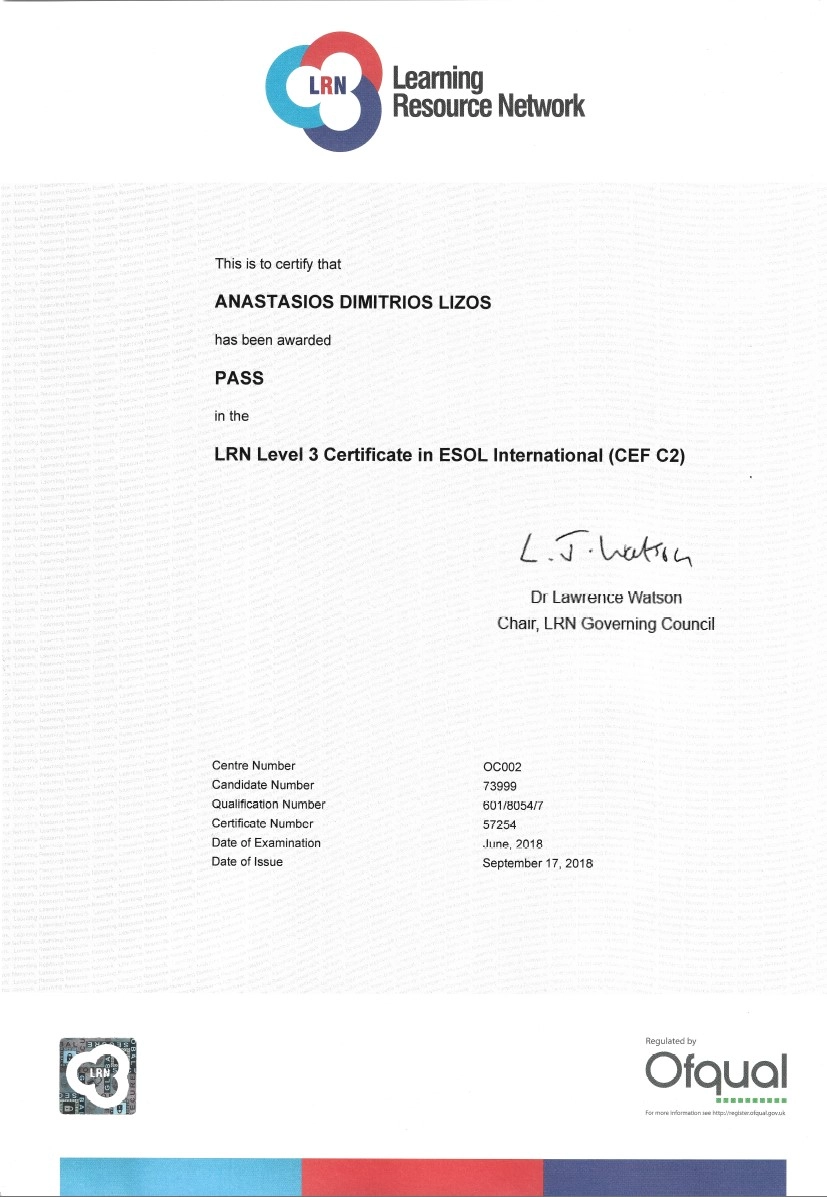 LRN
Learning
Resource Network
This is to certify that
ANASTASIOS DIMITRIOS LIZOS
has been awarded
PASS
in the
LRN Level 3 Certificate in ESOL International (CEF C2)
L. J. Watson
Dr Lawrence Watson
Chair, LRN Governing Council
Centre Number OC002
Candidate Number 73999
Qualification Number 601/8054/7
Certificate Number 57254
Date of Examination June, 2018
Date of Issue September 17, 2018
LRN
Regulated by
Ofqual
For more information see http://register.ofqual.gov.uk